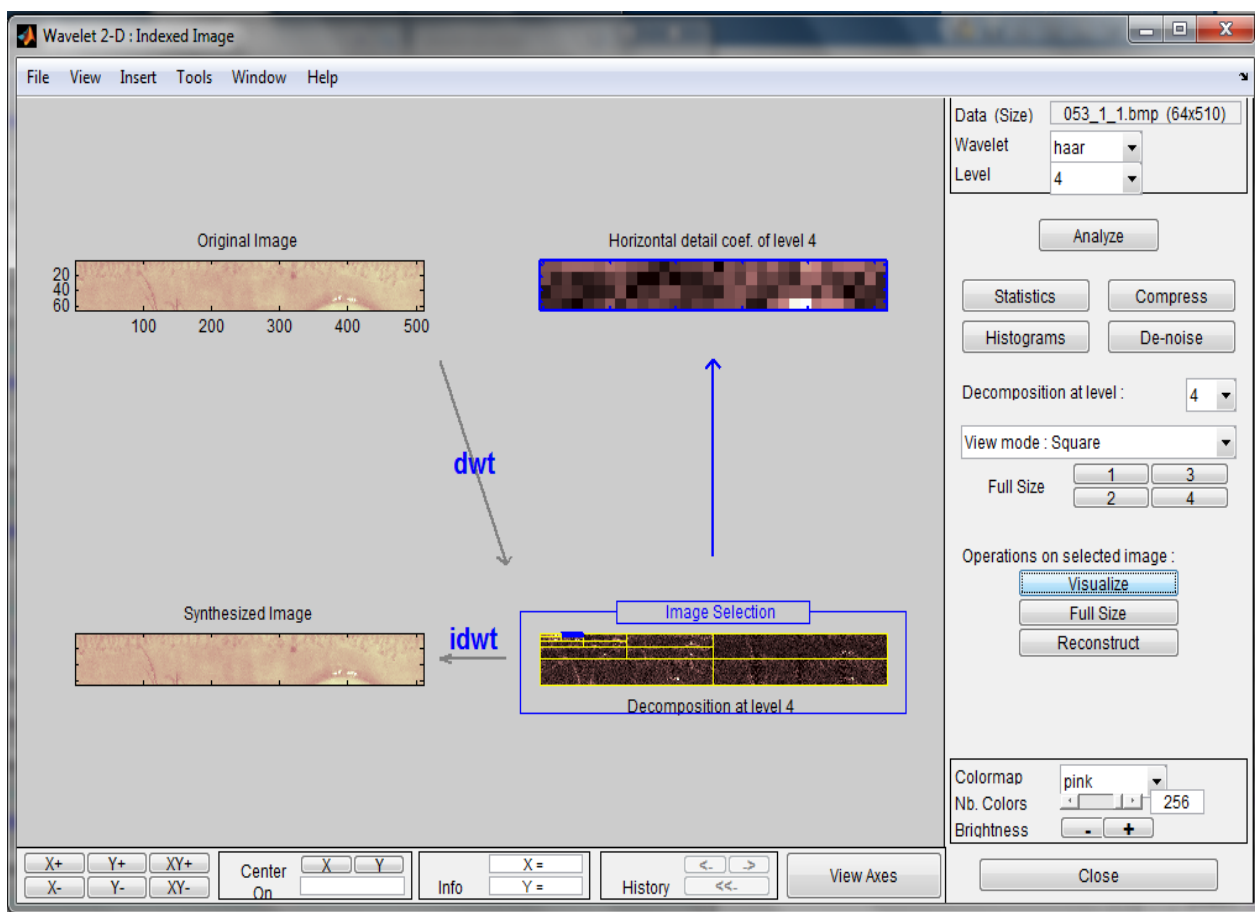 Wavelet 2-D : Indexed Image
File View Insert Tools Window Help
Data (Size) 053_1_1.bmp (64x510)
Wavelet haar
Level 4
Analyze
Statistics Compress
Histograms De-noise
Decomposition at level : 4
View mode : Square
Full Size 1 3
2 4
Operations on selected image :
Visualize
Full Size
Reconstruct
Colormap pink
Nb. Colors 256
Brightness - +
Close
Original Image
20
40
60
100 200 300 400 500
Horizontal detail coef. of level 4
dwt
Synthesized Image
idwt
Image Selection
Decomposition at level 4
X+ Y+ XY+
X- Y- XY-
Center On X Y
Info X =
Y =
History <- ->
<<-
View Axes